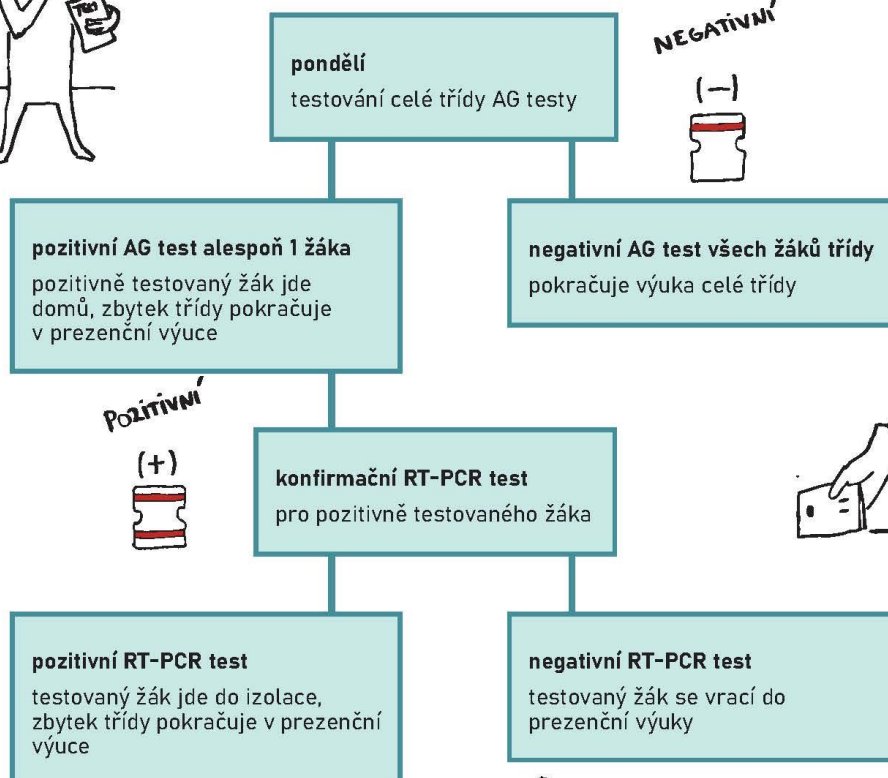 NEGATIVNÍ
(–)
pondělí
testování celé třídy AG testy
pozitivní AG test alespoň 1 žáka
pozitivně testovaný žák jde
domů, zbytek třídy pokračuje
v prezenční výuce
negativní AG test všech žáků třídy
pokračuje výuka celé třídy
POZITIVNÍ
(+)
konfirmační RT-PCR test
pro pozitivně testovaného žáka
pozitivní RT-PCR test
testovaný žák jde do izolace,
zbytek třídy pokračuje v prezenční
výuce
negativní RT-PCR test
testovaný žák se vrací do
prezenční výuky